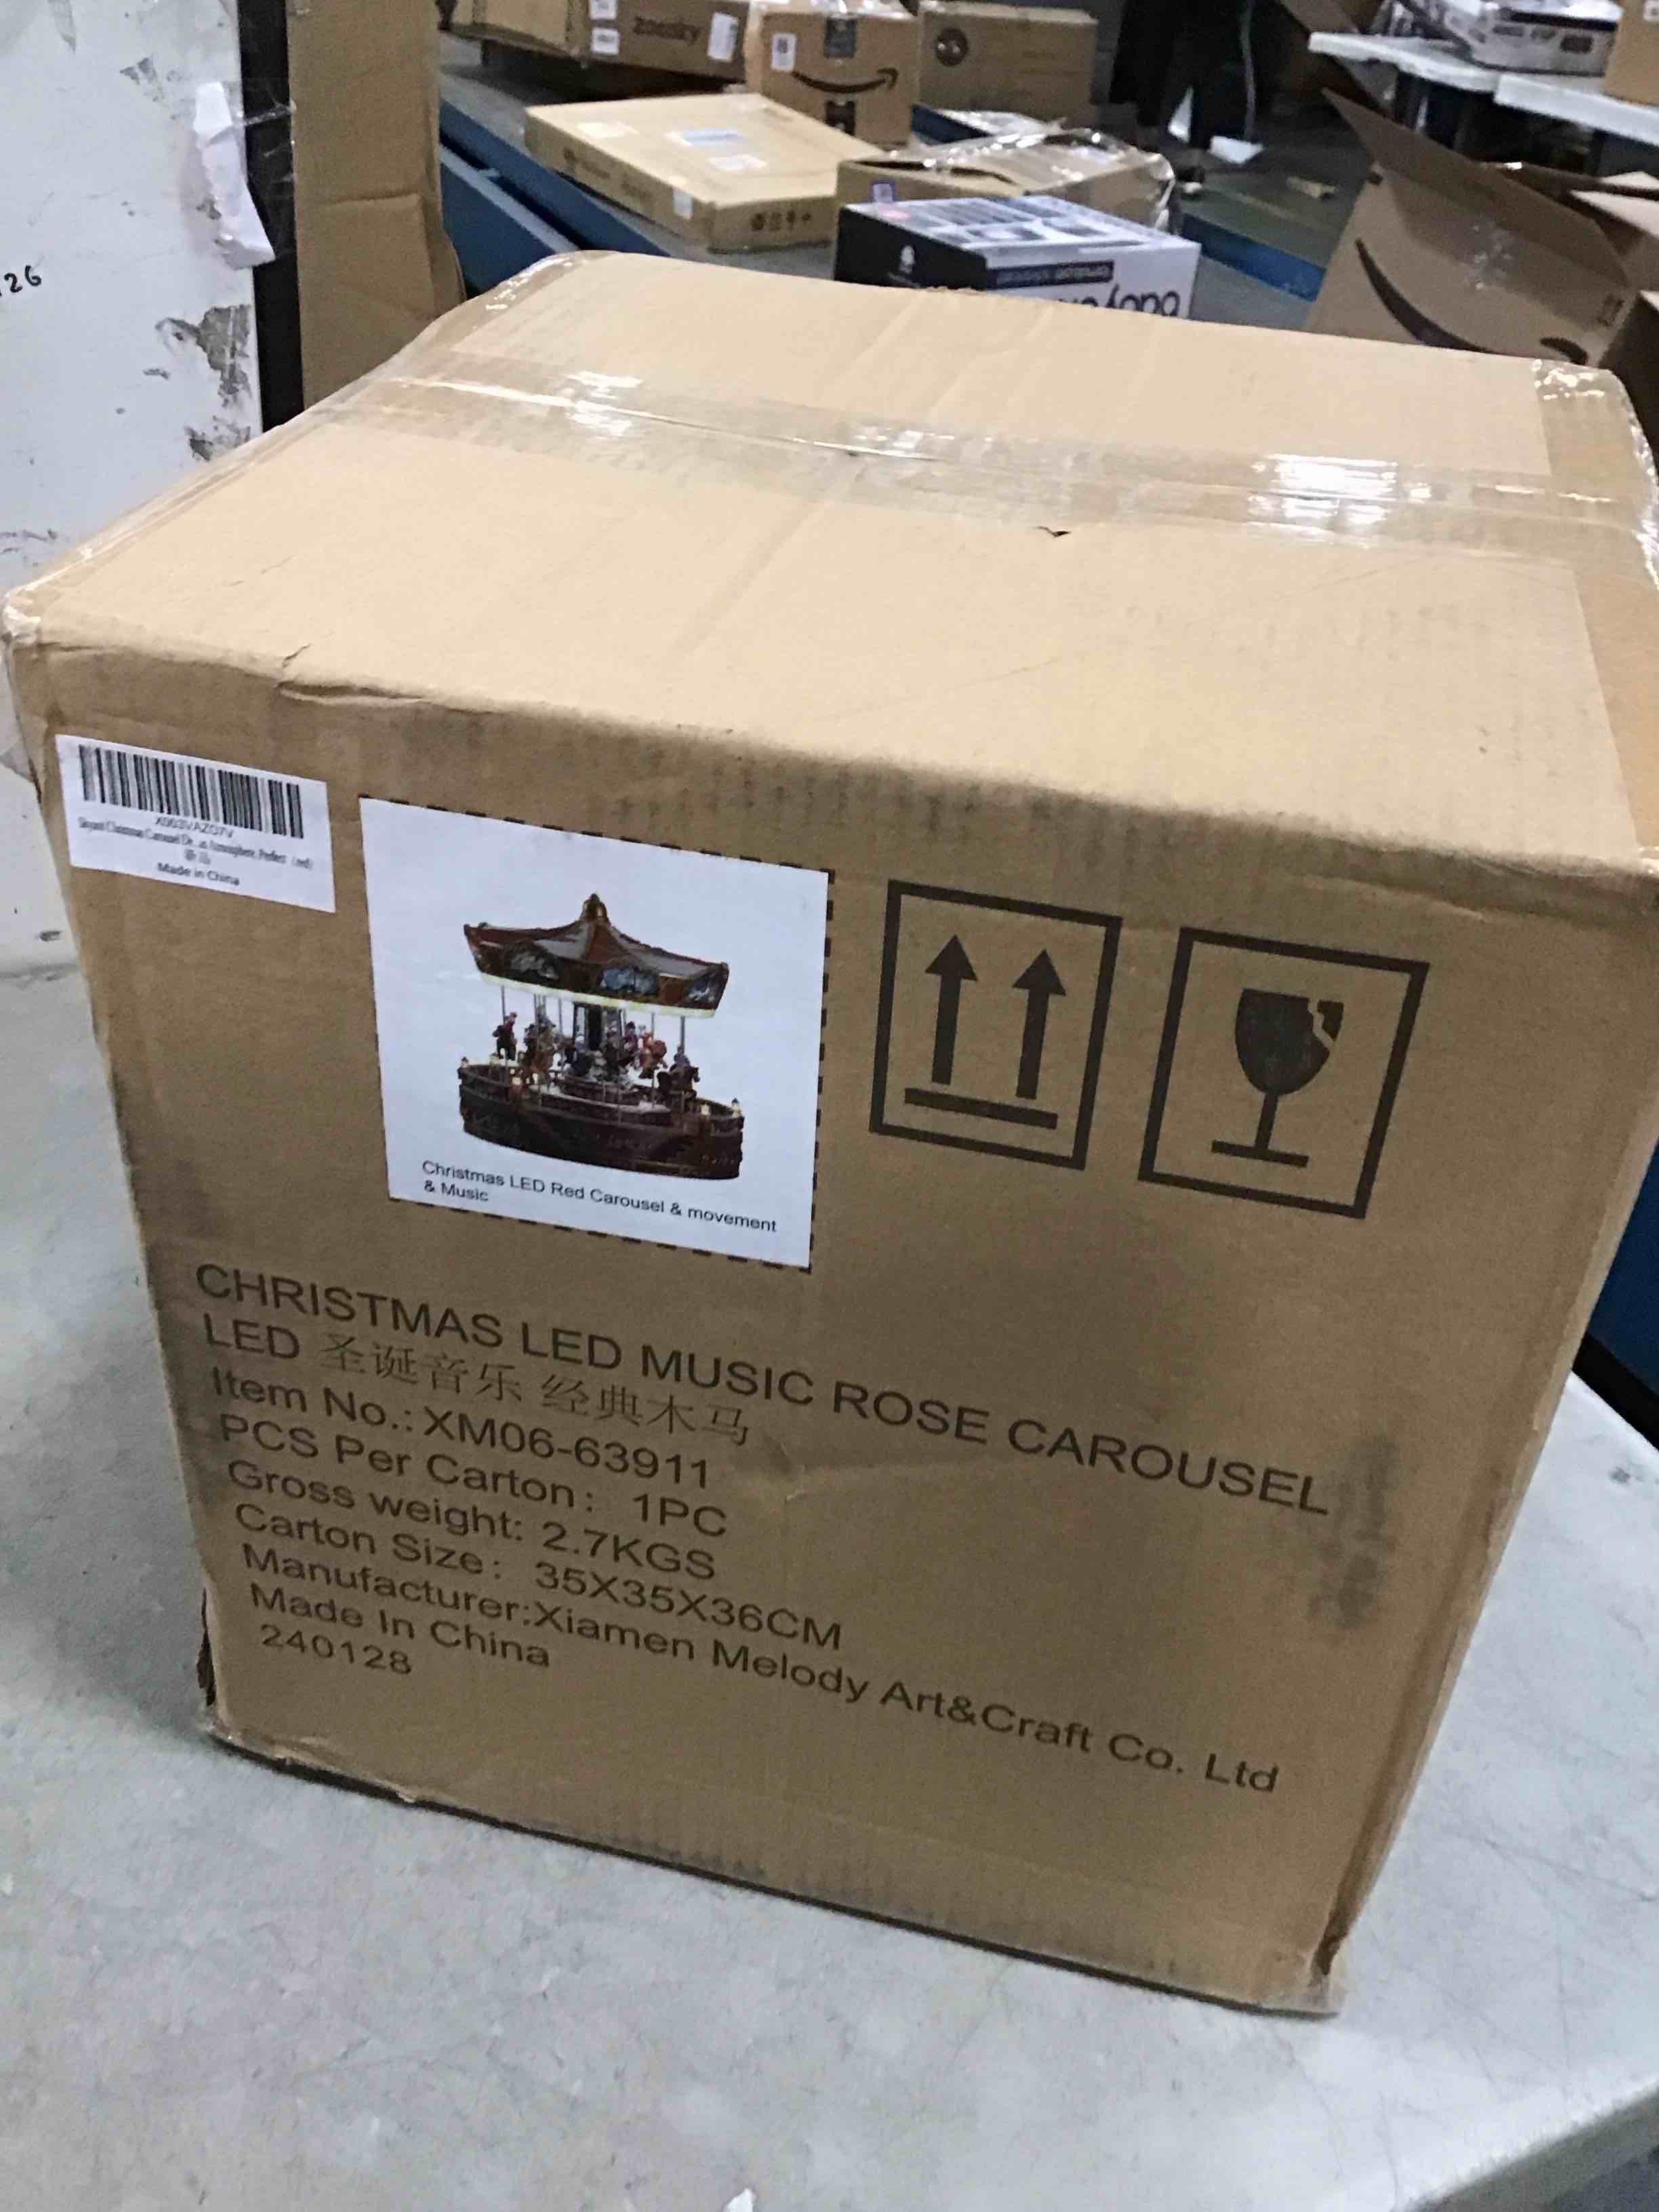 26
X003VAZO7V
Made in China
Christmas LED Red Carousel & movement
& Music
CHRISTMAS LED MUSIC ROSE CAROUSEL
LED 圣诞音乐 经典木马
Item No.: XM06-63911
PCS Per Carton: 1PC
Gross weight: 2.7KGS
Carton Size: 35X35X36CM
Manufacturer:Xiamen Melody Art&Craft Co. Ltd
Made In China
240128